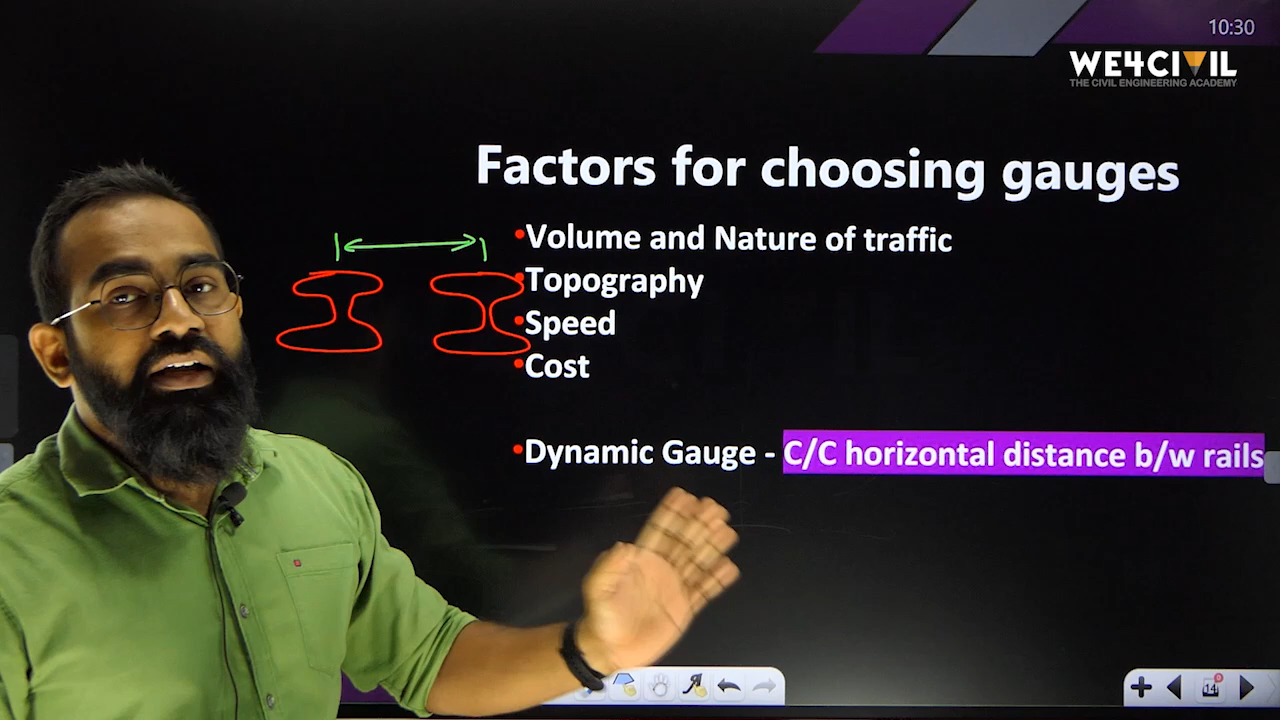 10:30
WE4CIVIL
THE CIVIL ENGINEERING ACADEMY
Factors for choosing gauges
•Volume and Nature of traffic
•Topography
•Speed
•Cost
•Dynamic Gauge - C/C horizontal distance b/w rails
14